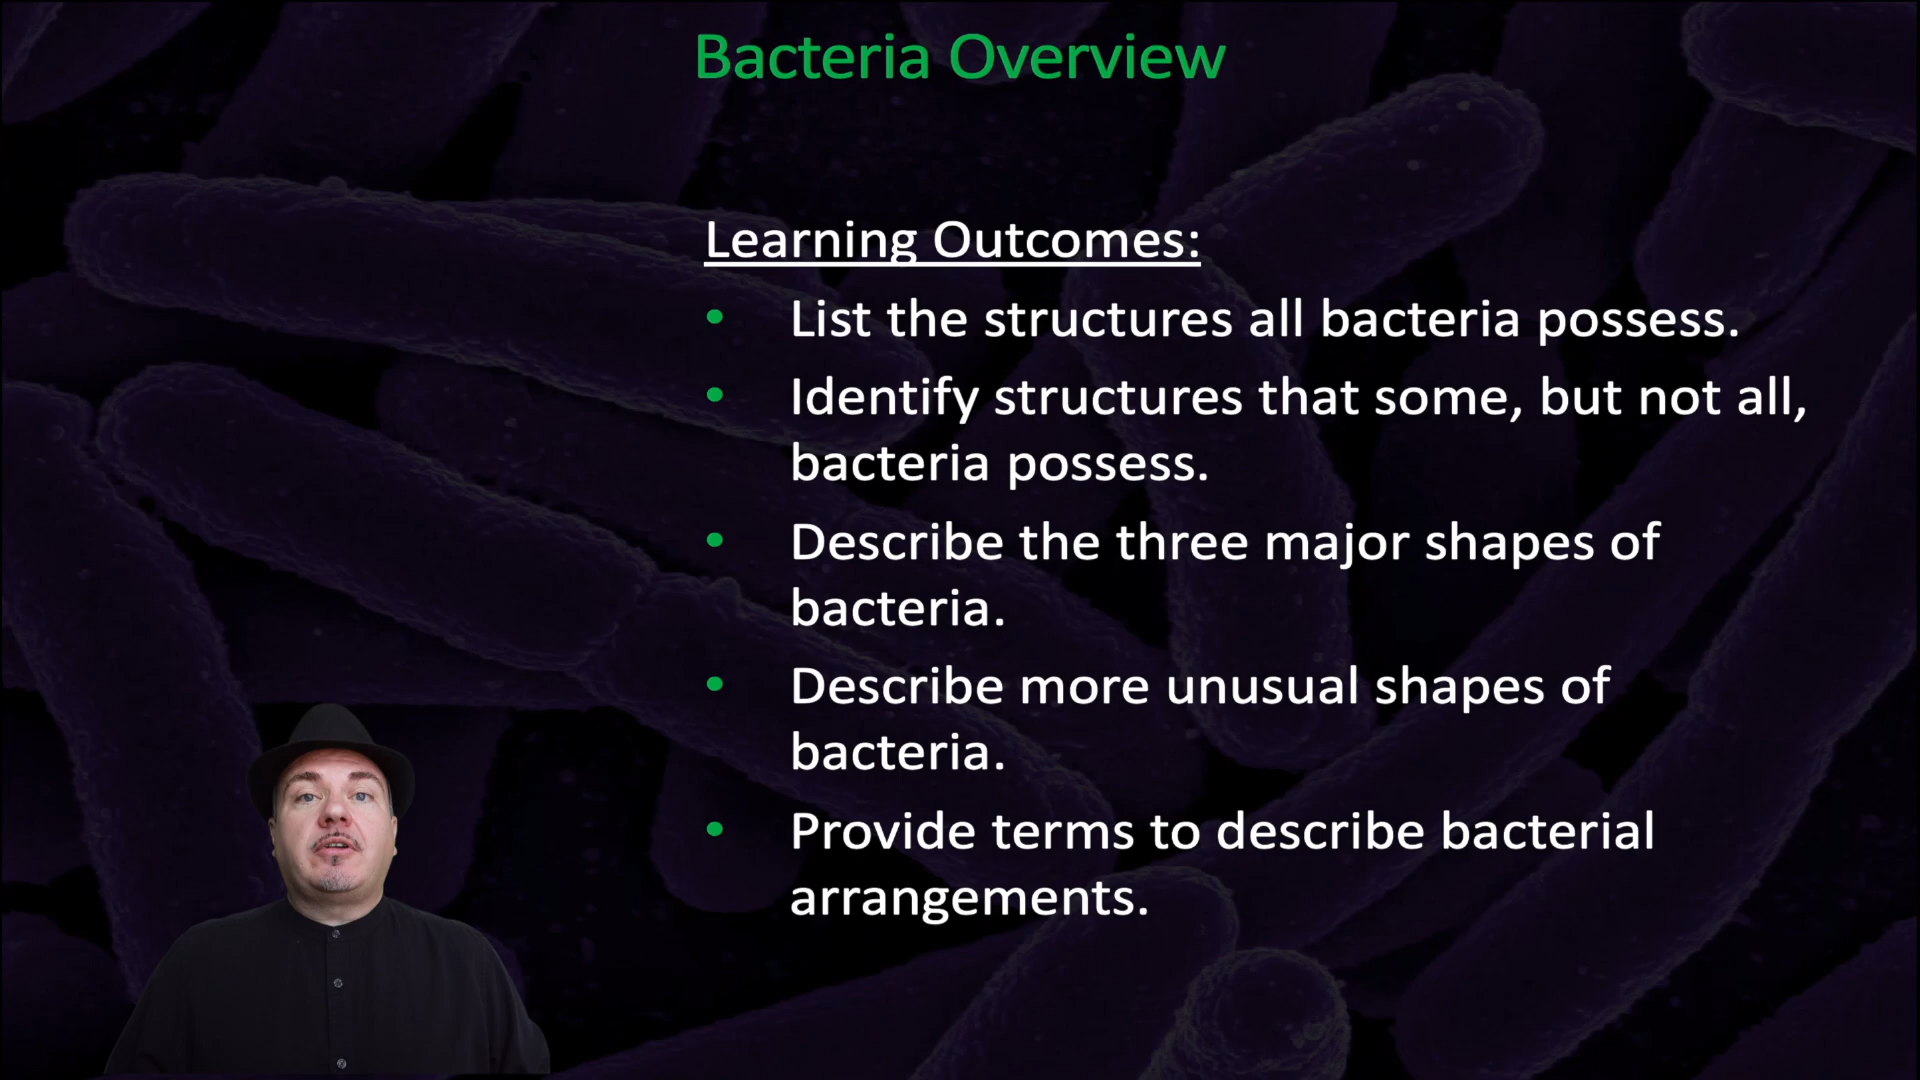 Bacteria Overview
Learning Outcomes:
• List the structures all bacteria possess.
• Identify structures that some, but not all,
bacteria possess.
• Describe the three major shapes of
bacteria.
• Describe more unusual shapes of
bacteria.
• Provide terms to describe bacterial
arrangements.